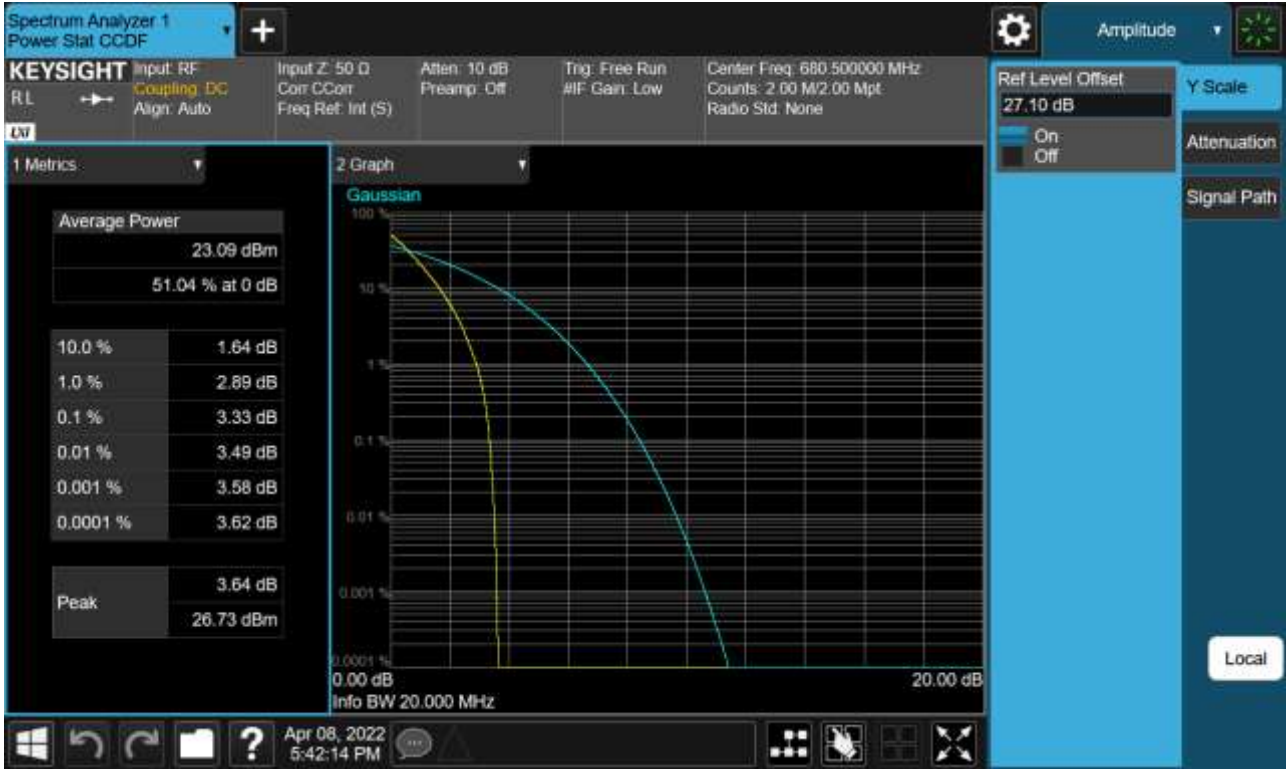 Spectrum Analyzer 1
Power Stat CCDF
Amplitude
KEYSIGHT
RL
LXI
Input: RF
Coupling: DC
Align: Auto
Input Z: 50 Ω
Corr CCorr
Freq Ref: Int (S)
Atten: 10 dB
Preamp: Off
Trig: Free Run
#IF Gain: Low
Center Freq: 680.500000 MHz
Counts: 2.00 M/2.00 Mpt
Radio Std: None
Ref Level Offset
27.10 dB
On
Off
Y Scale
Attenuation
Signal Path
Local
1 Metrics
Average Power
23.09 dBm
51.04 % at 0 dB
10.0 % 1.64 dB
1.0 % 2.89 dB
0.1 % 3.33 dB
0.01 % 3.49 dB
0.001 % 3.58 dB
0.0001 % 3.62 dB
Peak
3.64 dB
26.73 dBm
2 Graph
Gaussian
100 %
10 %
1 %
0.1 %
0.01 %
0.001 %
0.0001 %
0.00 dB 20.00 dB
Info BW 20.000 MHz
Apr 08, 2022
5:42:14 PM